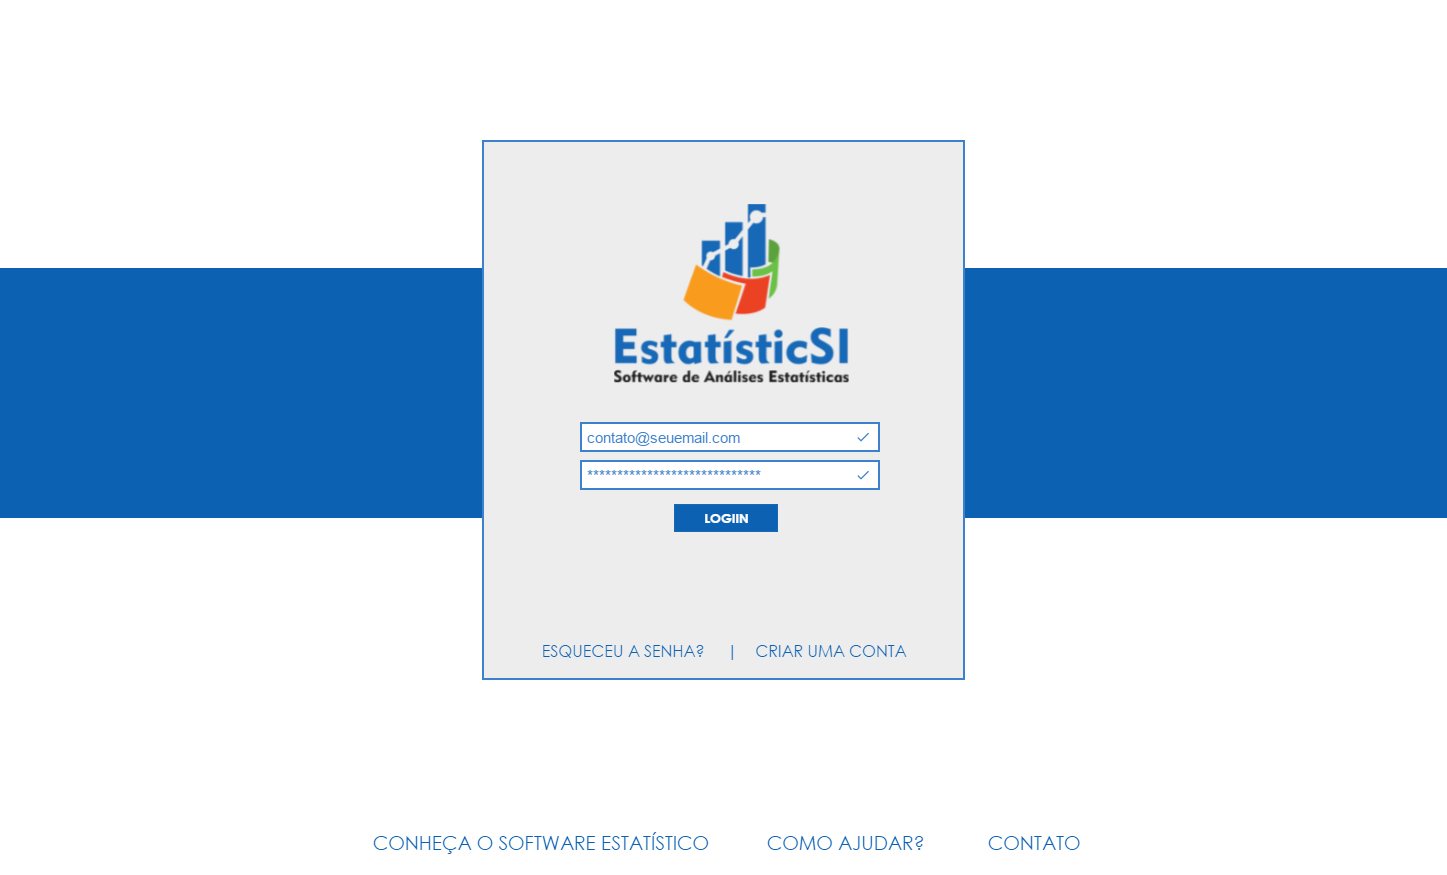 EstatísticSI
Software de Análises Estatísticas
contato@seuemail.com
*****************************
LOGIIN
ESQUECEU A SENHA? | CRIAR UMA CONTA
CONHEÇA O SOFTWARE ESTATÍSTICO COMO AJUDAR? CONTATO